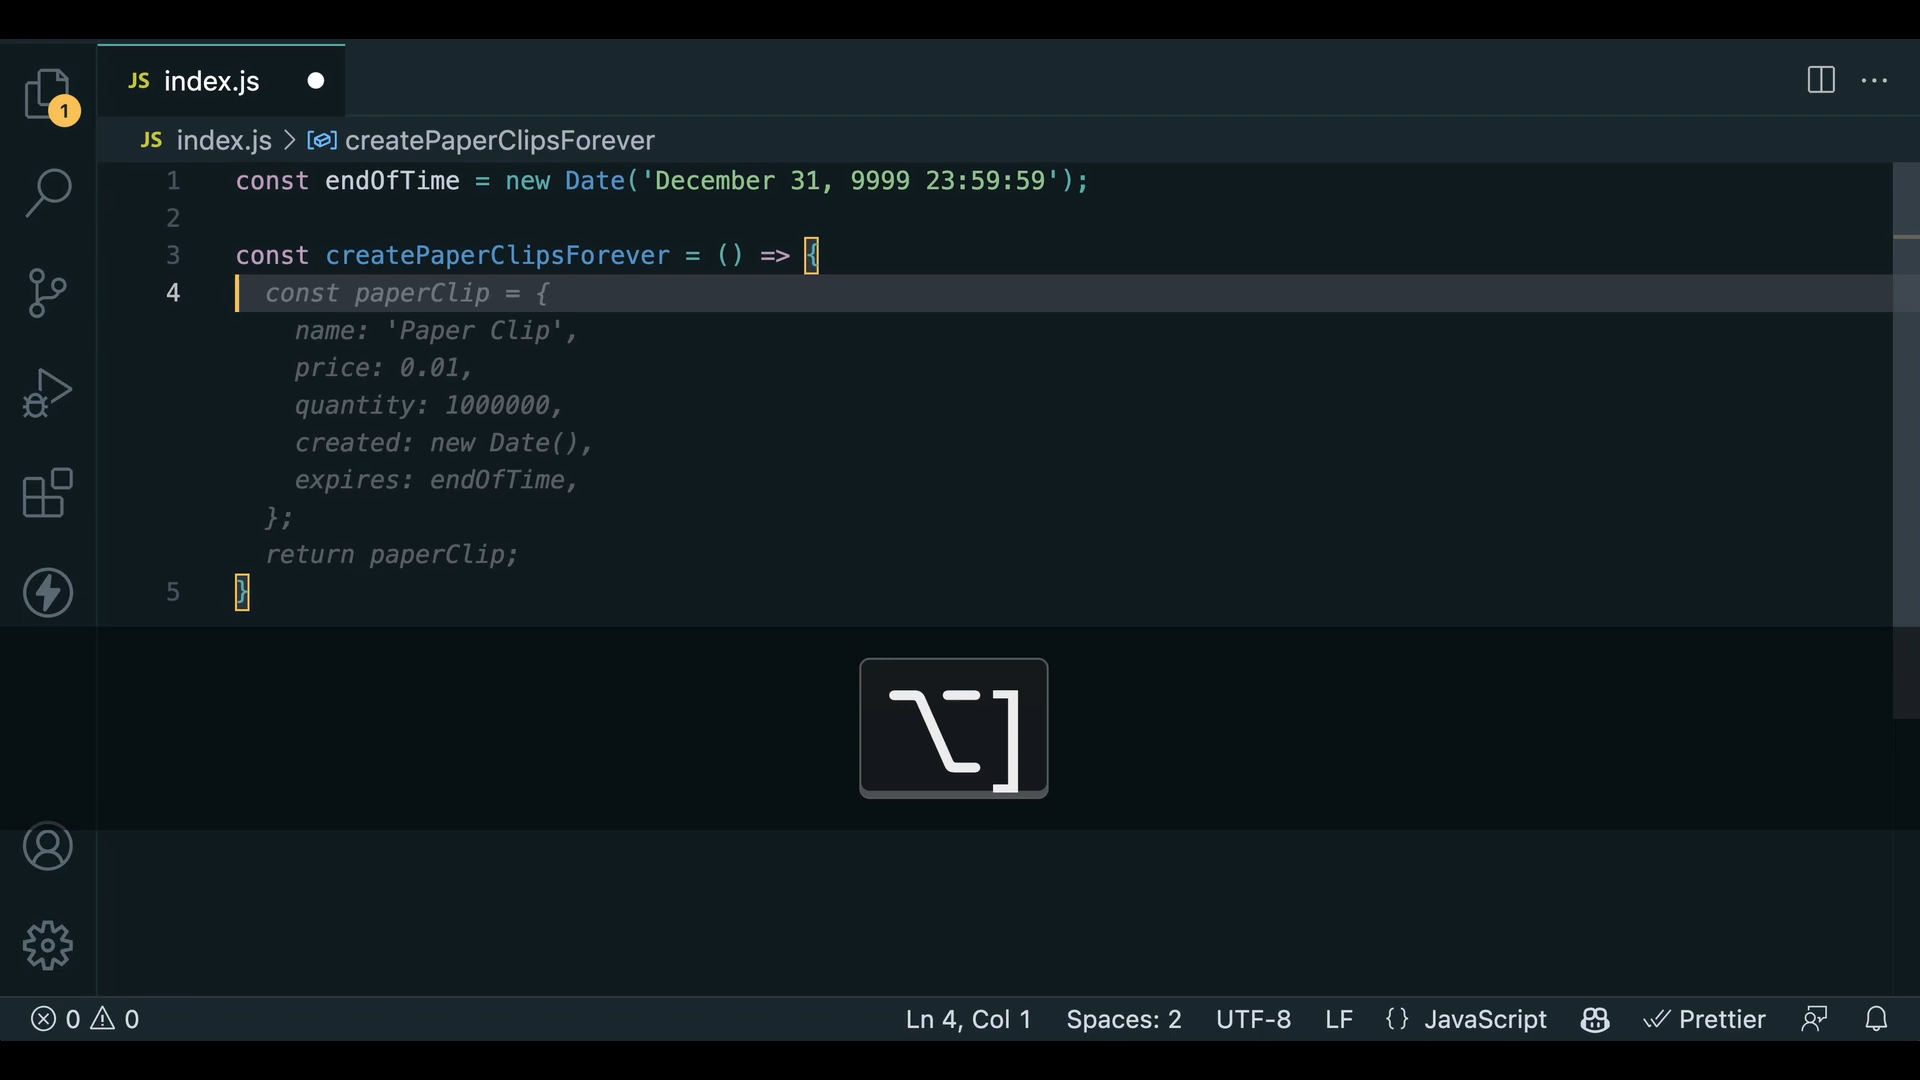 1
JS index.js
JS index.js > createPaperClipsForever
1 const endOfTime = new Date('December 31, 9999 23:59:59');
2
3 const createPaperClipsForever = () => {
4 const paperClip = {
name: 'Paper Clip',
price: 0.01,
quantity: 1000000,
created: new Date(),
expires: endOfTime,
};
return paperClip;
5 }
⌥]
0 0 Ln 4, Col 1 Spaces: 2 UTF-8 LF {} JavaScript Prettier